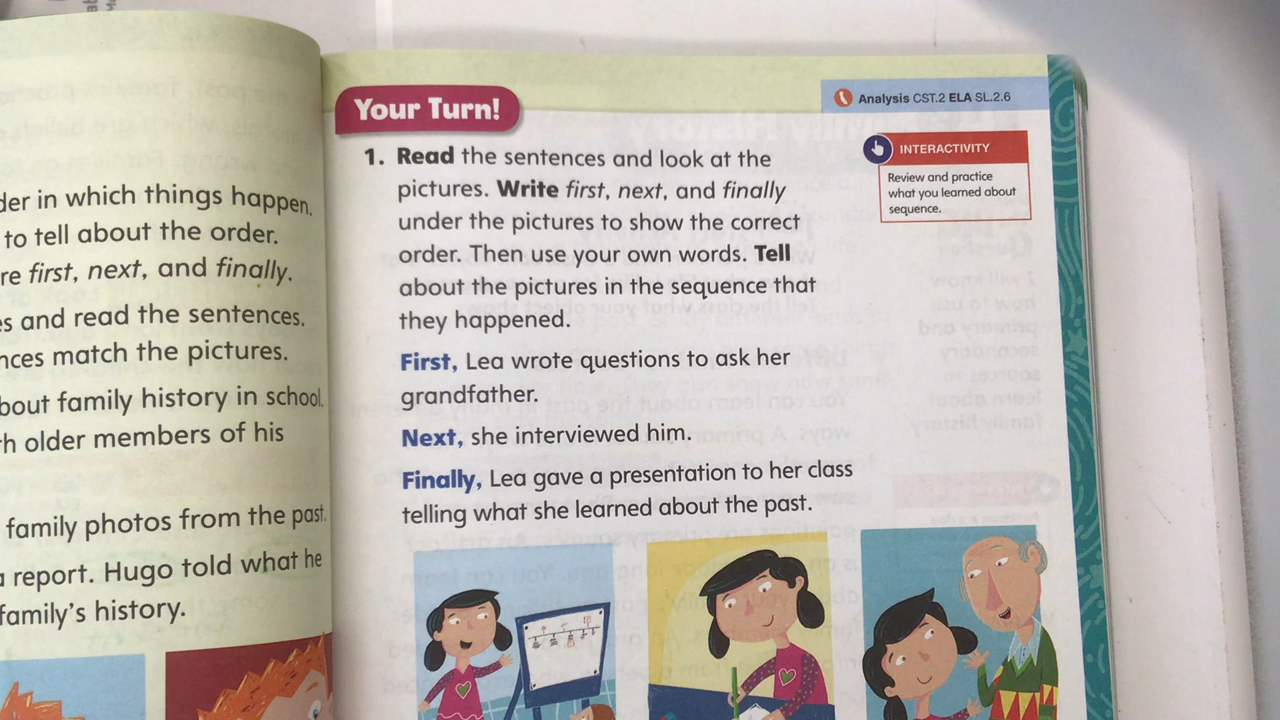 der in which things happen.
to tell about the order.
re first, next, and finally.
es and read the sentences.
nces match the pictures.
bout family history in school.
th older members of his
family photos from the past.
a report. Hugo told what he
family's history.
Your Turn!
Analysis CST.2 ELA SL.2.6
INTERACTIVITY
Review and practice
what you learned about
sequence.
1. Read the sentences and look at the
pictures. Write first, next, and finally
under the pictures to show the correct
order. Then use your own words. Tell
about the pictures in the sequence that
they happened.
First, Lea wrote questions to ask her
grandfather.
Next, she interviewed him.
Finally, Lea gave a presentation to her class
telling what she learned about the past.